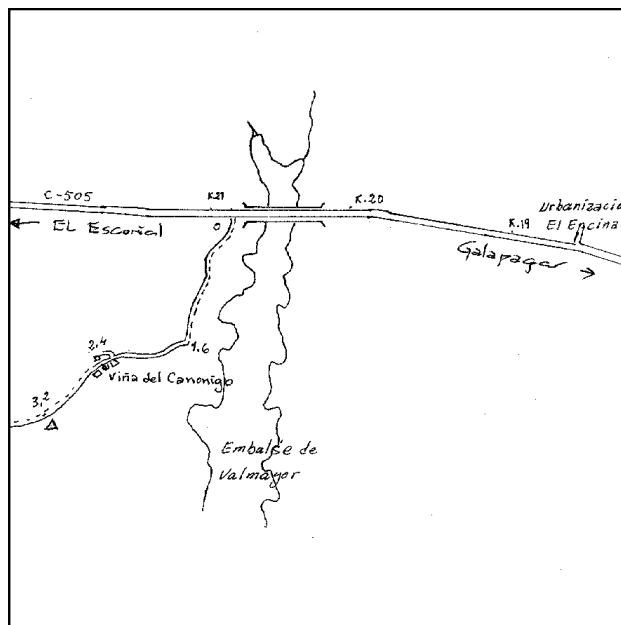 C-505
K.21
K.20
Urbanizació
K.19
El Encina
EL Escorial
0
Galapagar
2,4
1.6
Viña del Canonigo
3,2
Embalse de
Valmayor